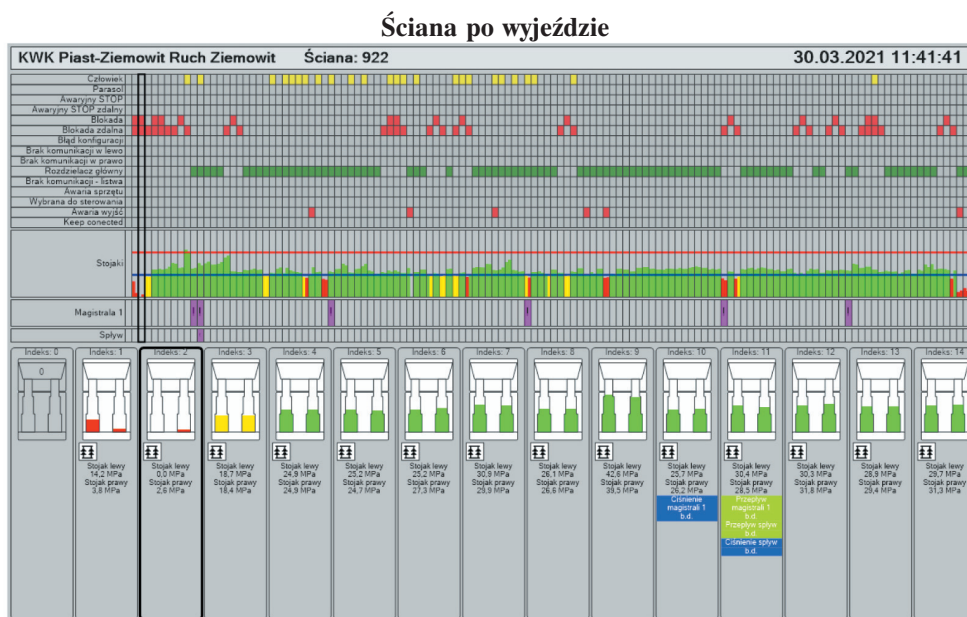 Ściana po wyjeździe
KWK Piast-Ziemowit Ruch Ziemowit Ściana: 922 30.03.2021 11:41:41
Człowiek
Parasol
Awaryjny STOP
Awaryjny STOP zdalny
Blokada
Blokada zdalna
Błąd konfiguracji
Brak komunikacji w lewo
Brak komunikacji w prawo
Rozdzielacz główny
Brak komunikacji - listwa
Awaria sprzętu
Wybrana do sterowania
Awaria wyjść
Keep conected
Stojaki
Magistrala 1 ! ! ! ! ! !
Spływ !
Indeks: 0 Indeks: 1 Indeks: 2 Indeks: 3 Indeks: 4 Indeks: 5 Indeks: 6 Indeks: 7 Indeks: 8 Indeks: 9 Indeks: 10 Indeks: 11 Indeks: 12 Indeks: 13 Indeks: 14
0
Stojak lewy Stojak lewy Stojak lewy Stojak lewy Stojak lewy Stojak lewy Stojak lewy Stojak lewy Stojak lewy Stojak lewy Stojak lewy Stojak lewy Stojak lewy Stojak lewy
14,2 MPa 0,0 MPa 18,7 MPa 24,9 MPa 25,2 MPa 25,2 MPa 30,9 MPa 26,1 MPa 42,6 MPa 25,7 MPa 30,4 MPa 30,3 MPa 28,9 MPa 29,7 MPa
Stojak prawy Stojak prawy Stojak prawy Stojak prawy Stojak prawy Stojak prawy Stojak prawy Stojak prawy Stojak prawy Stojak prawy Stojak prawy Stojak prawy Stojak prawy Stojak prawy
3,8 MPa 2,6 MPa 18,4 MPa 24,9 MPa 24,7 MPa 27,3 MPa 29,9 MPa 26,6 MPa 39,5 MPa 26,2 MPa 28,5 MPa 31,8 MPa 29,4 MPa 31,3 MPa
Ciśnienie Przepływ
magistrali 1 magistrali 1
b.d. b.d.
Przepływ spływ
b.d.
Ciśnienie spływ
b.d.